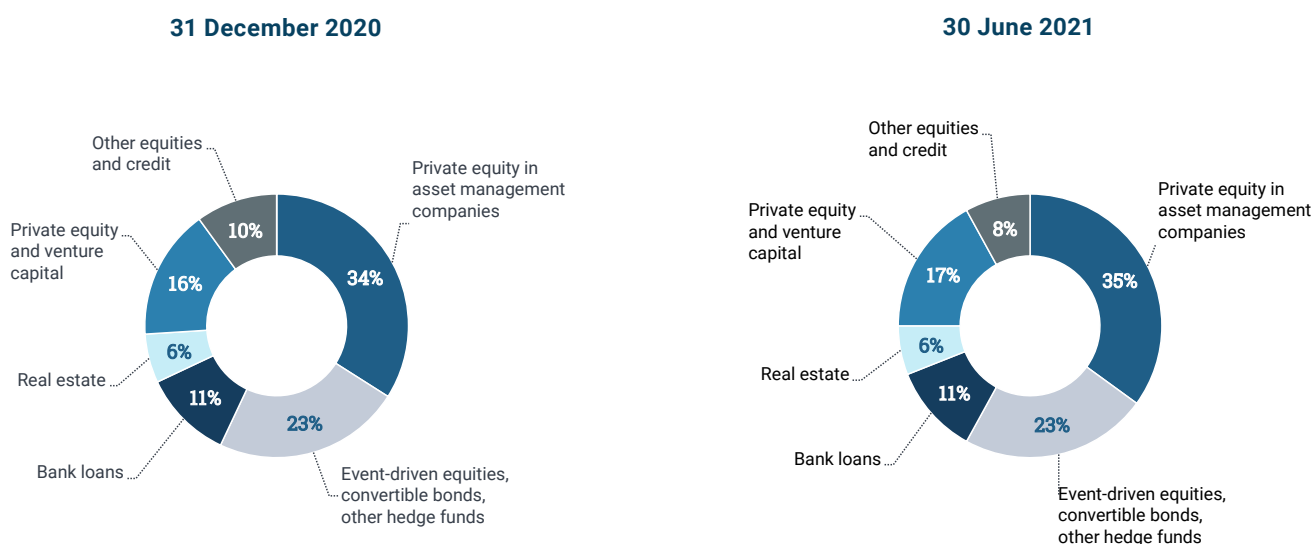 31 December 2020
Other equities
and credit
Private equity in
asset management
companies
Private equity
and venture
capital
10%
34%
16%
6%
Real estate
11%
23%
Bank loans
Event-driven equities,
convertible bonds,
other hedge funds
30 June 2021
Other equities
and credit
Private equity in
asset management
companies
Private equity
and venture
capital
8%
35%
17%
6%
Real estate
11%
23%
Bank loans
Event-driven equities,
convertible bonds,
other hedge funds